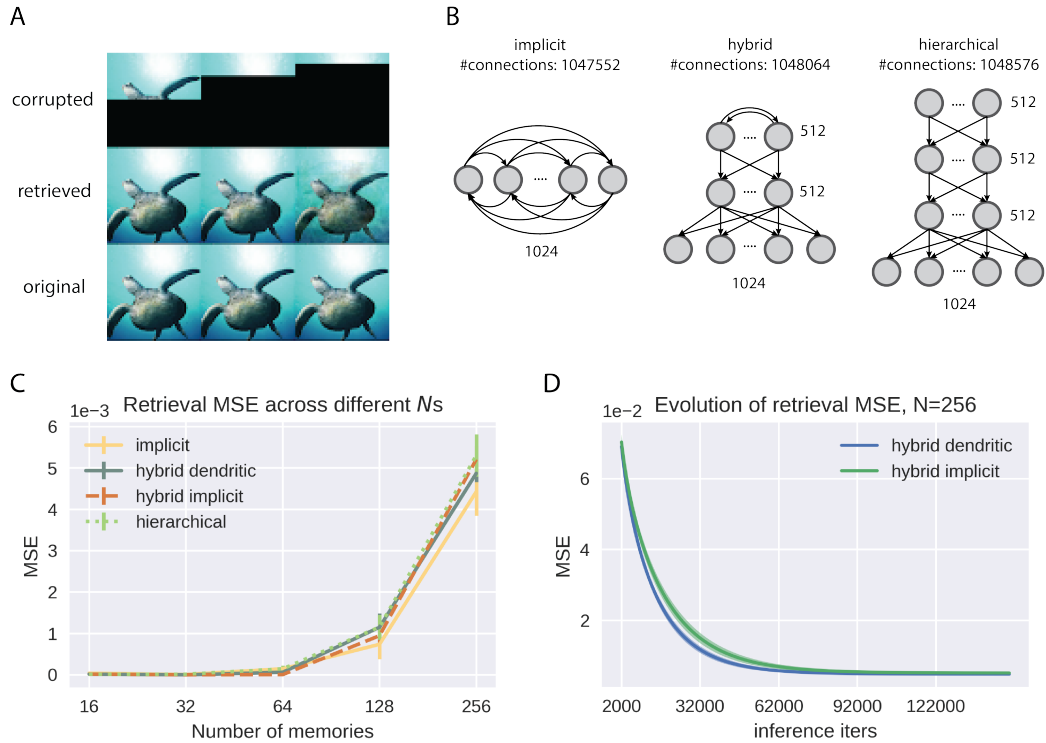 A
corrupted
retrieved
original
B
implicit
#connections: 1047552
....
1024
hybrid
#connections: 1048064
....
512
....
512
....
1024
hierarchical
#connections: 1048576
....
512
....
512
....
512
....
1024
C
1e−3
Retrieval MSE across different Ns
implicit
hybrid dendritic
hybrid implicit
hierarchical
MSE
6
5
4
3
2
1
0
16 32 64 128 256
Number of memories
D
1e−2
Evolution of retrieval MSE, N=256
hybrid dendritic
hybrid implicit
MSE
6
4
2
2000 32000 62000 92000 122000
inference iters